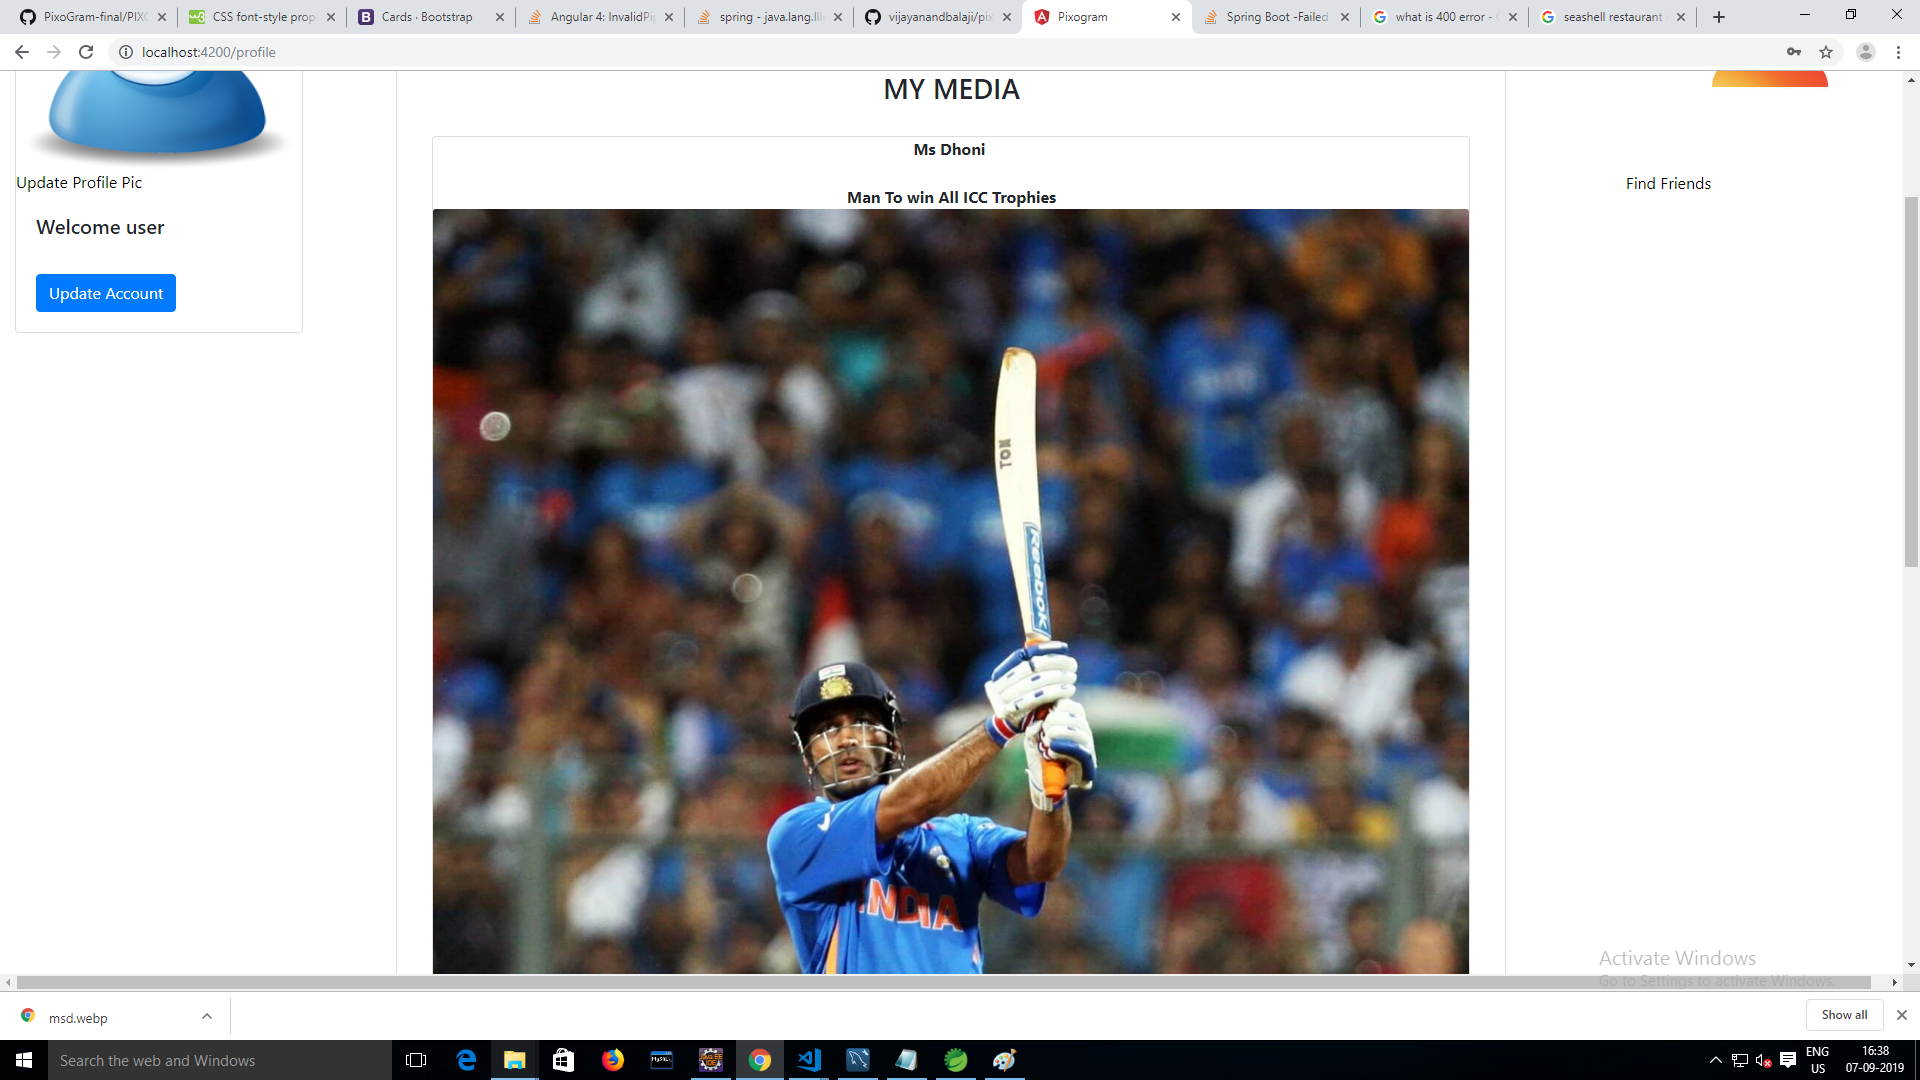 PixoGram-final/PIXO
CSS font-style prop
Cards · Bootstrap
Angular 4: InvalidPi
spring - java.lang.Ille
vijayanandbalaji/pix
Pixogram
Spring Boot -Failed
what is 400 error -
seashell restaurant
localhost:4200/profile
MY MEDIA
Ms Dhoni
Man To win All ICC Trophies
Update Profile Pic
Find Friends
Welcome user
Update Account
TON
Reebok
INDIA
Activate Windows
Go to Settings to activate Windows.
msd.webp
Show all
Search the web and Windows
MySQL
ENG
US
16:38
07-09-2019